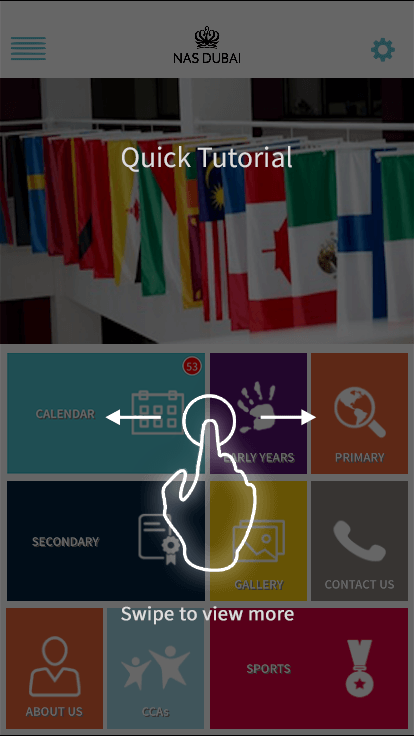 NAS DUBAI
Quick Tutorial
53
CALENDAR
EARLY YEARS
PRIMARY
SECONDARY
GALLERY
CONTACT US
Swipe to view more
ABOUT US
CCAs
SPORTS